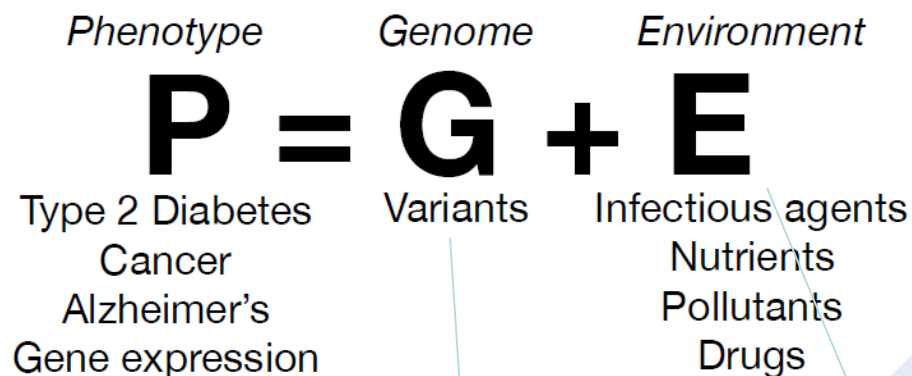 Phenotype Genome Environment
P = G + E
Type 2 Diabetes Variants Infectious agents
Cancer Nutrients
Alzheimer's Pollutants
Gene expression Drugs